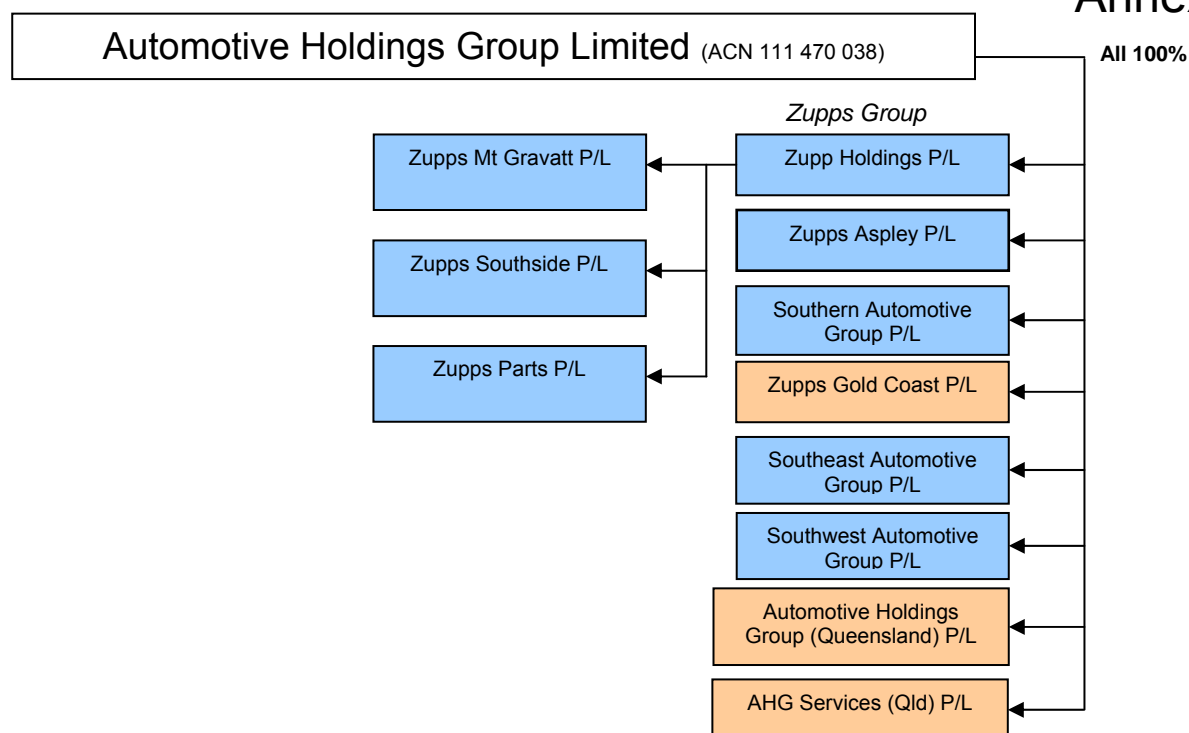 Automotive Holdings Group Limited (ACN 111 470 038)
All 100%
Zupps Group
Zupps Mt Gravatt P/L
Zupp Holdings P/L
Zupps Aspley P/L
Zupps Southside P/L
Southern Automotive
Group P/L
Zupps Parts P/L
Zupps Gold Coast P/L
Southeast Automotive
Group P/L
Southwest Automotive
Group P/L
Automotive Holdings
Group (Queensland) P/L
AHG Services (Qld) P/L